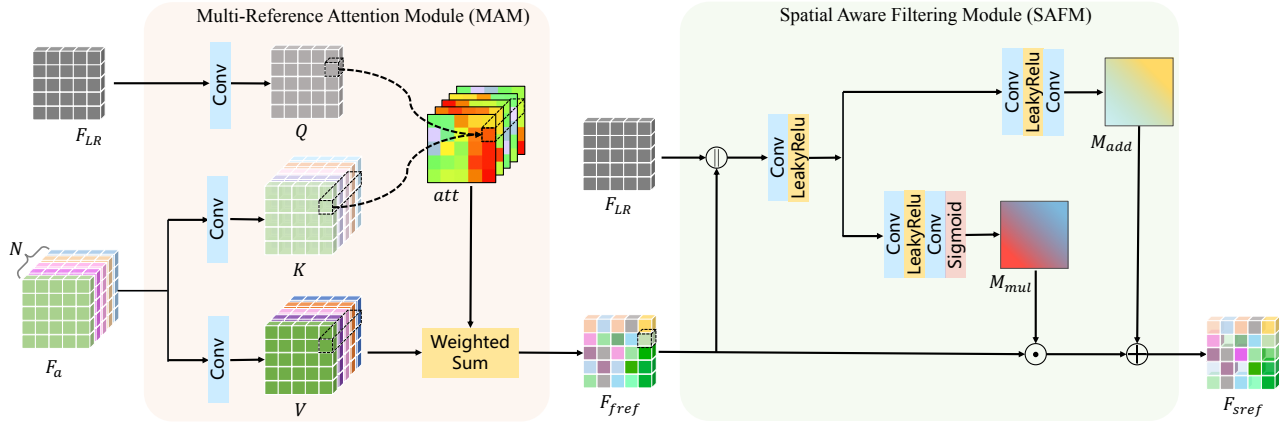 Multi-Reference Attention Module (MAM)
Spatial Aware Filtering Module (SAFM)
F_LR
Conv
Q
N
F_a
Conv
K
Conv
V
att
Weighted
Sum
F_fref
F_LR
||
Conv
LeakyRelu
Conv
LeakyRelu
Conv
M_add
Conv
LeakyRelu
Conv
Sigmoid
M_mul
F_sref